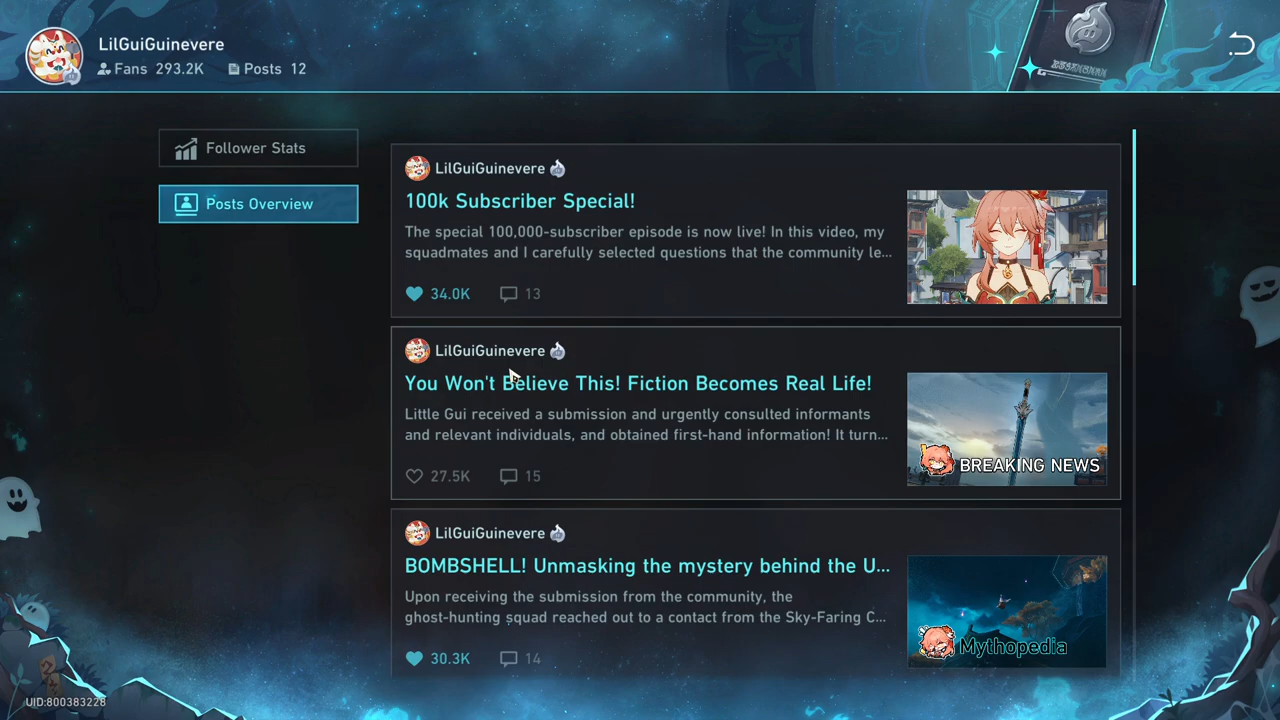 LilGuiGuinevere
Fans 293.2K Posts 12
Follower Stats
Posts Overview
LilGuiGuinevere
100k Subscriber Special!
The special 100,000-subscriber episode is now live! In this video, my
squadmates and I carefully selected questions that the community le...
34.0K 13
LilGuiGuinevere
You Won't Believe This! Fiction Becomes Real Life!
Little Gui received a submission and urgently consulted informants
and relevant individuals, and obtained first-hand information! It turn...
BREAKING NEWS
27.5K 15
LilGuiGuinevere
BOMBSHELL! Unmasking the mystery behind the U...
Upon receiving the submission from the community, the
ghost-hunting squad reached out to a contact from the Sky-Faring C...
Mythopedia
30.3K 14
UID:800383228